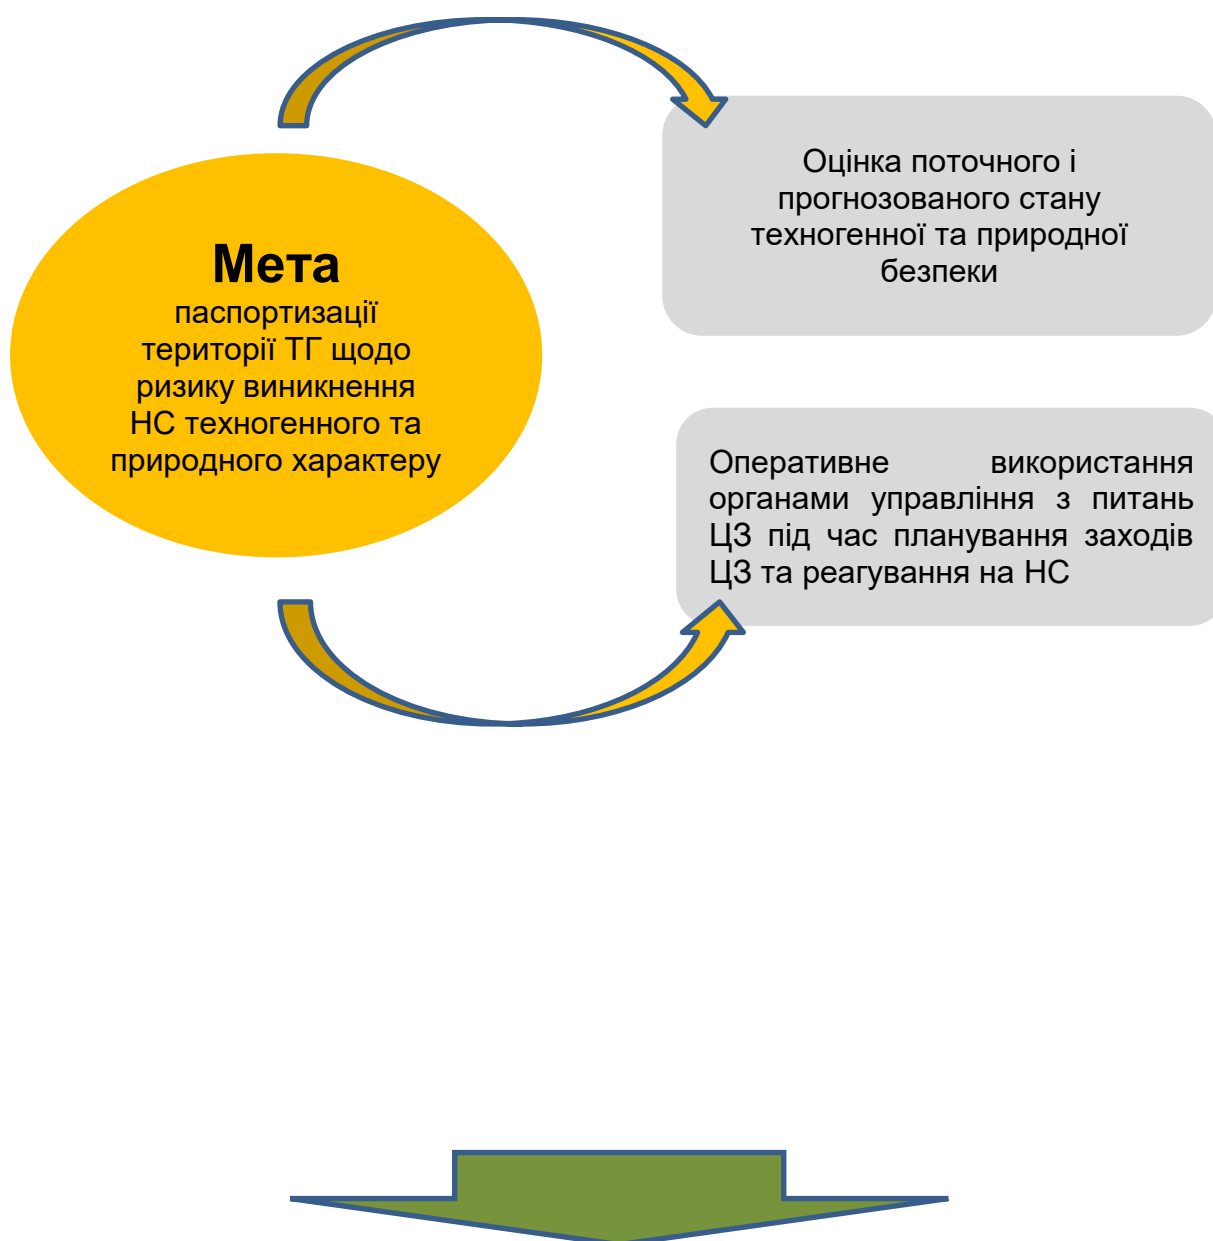 Мета
паспортизації
території ТГ щодо
ризику виникнення
НС техногенного та
природного характеру
Оцінка поточного і
прогнозованого стану
техногенної та природної
безпеки
Оперативне використання
органами управління з питань
ЦЗ під час планування заходів
ЦЗ та реагування на НС